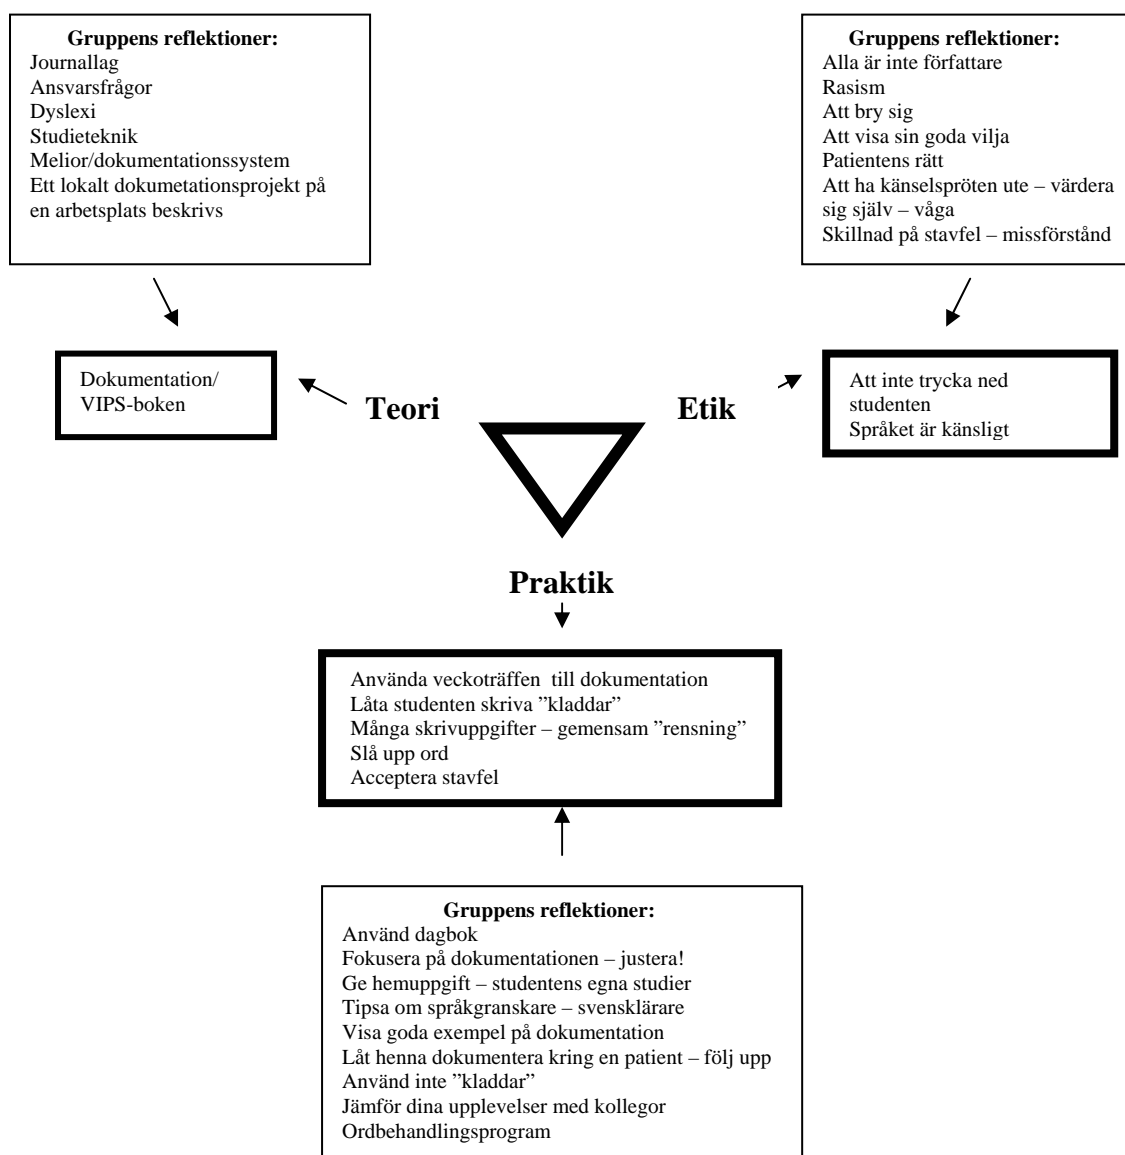 Gruppens reflektioner:
Journallag
Ansvarsfrågor
Dyslexi
Studieteknik
Melior/dokumentationssystem
Ett lokalt dokumetationsprojekt på
en arbetsplats beskrivs
Gruppens reflektioner:
Alla är inte författare
Rasism
Att bry sig
Att visa sin goda vilja
Patientens rätt
Att ha känselspröten ute – värdera
sig själv – våga
Skillnad på stavfel – missförstånd
Dokumentation/
VIPS-boken
Teori
Etik
Att inte trycka ned
studenten
Språket är känsligt
Praktik
Använda veckoträffen till dokumentation
Låta studenten skriva ”kladdar”
Många skrivuppgifter – gemensam ”rensning”
Slå upp ord
Acceptera stavfel
Gruppens reflektioner:
Använd dagbok
Fokusera på dokumentationen – justera!
Ge hemuppgift – studentens egna studier
Tipsa om språkgranskare – svensklärare
Visa goda exempel på dokumentation
Låt henna dokumentera kring en patient – följ upp
Använd inte ”kladdar”
Jämför dina upplevelser med kollegor
Ordbehandlingsprogram